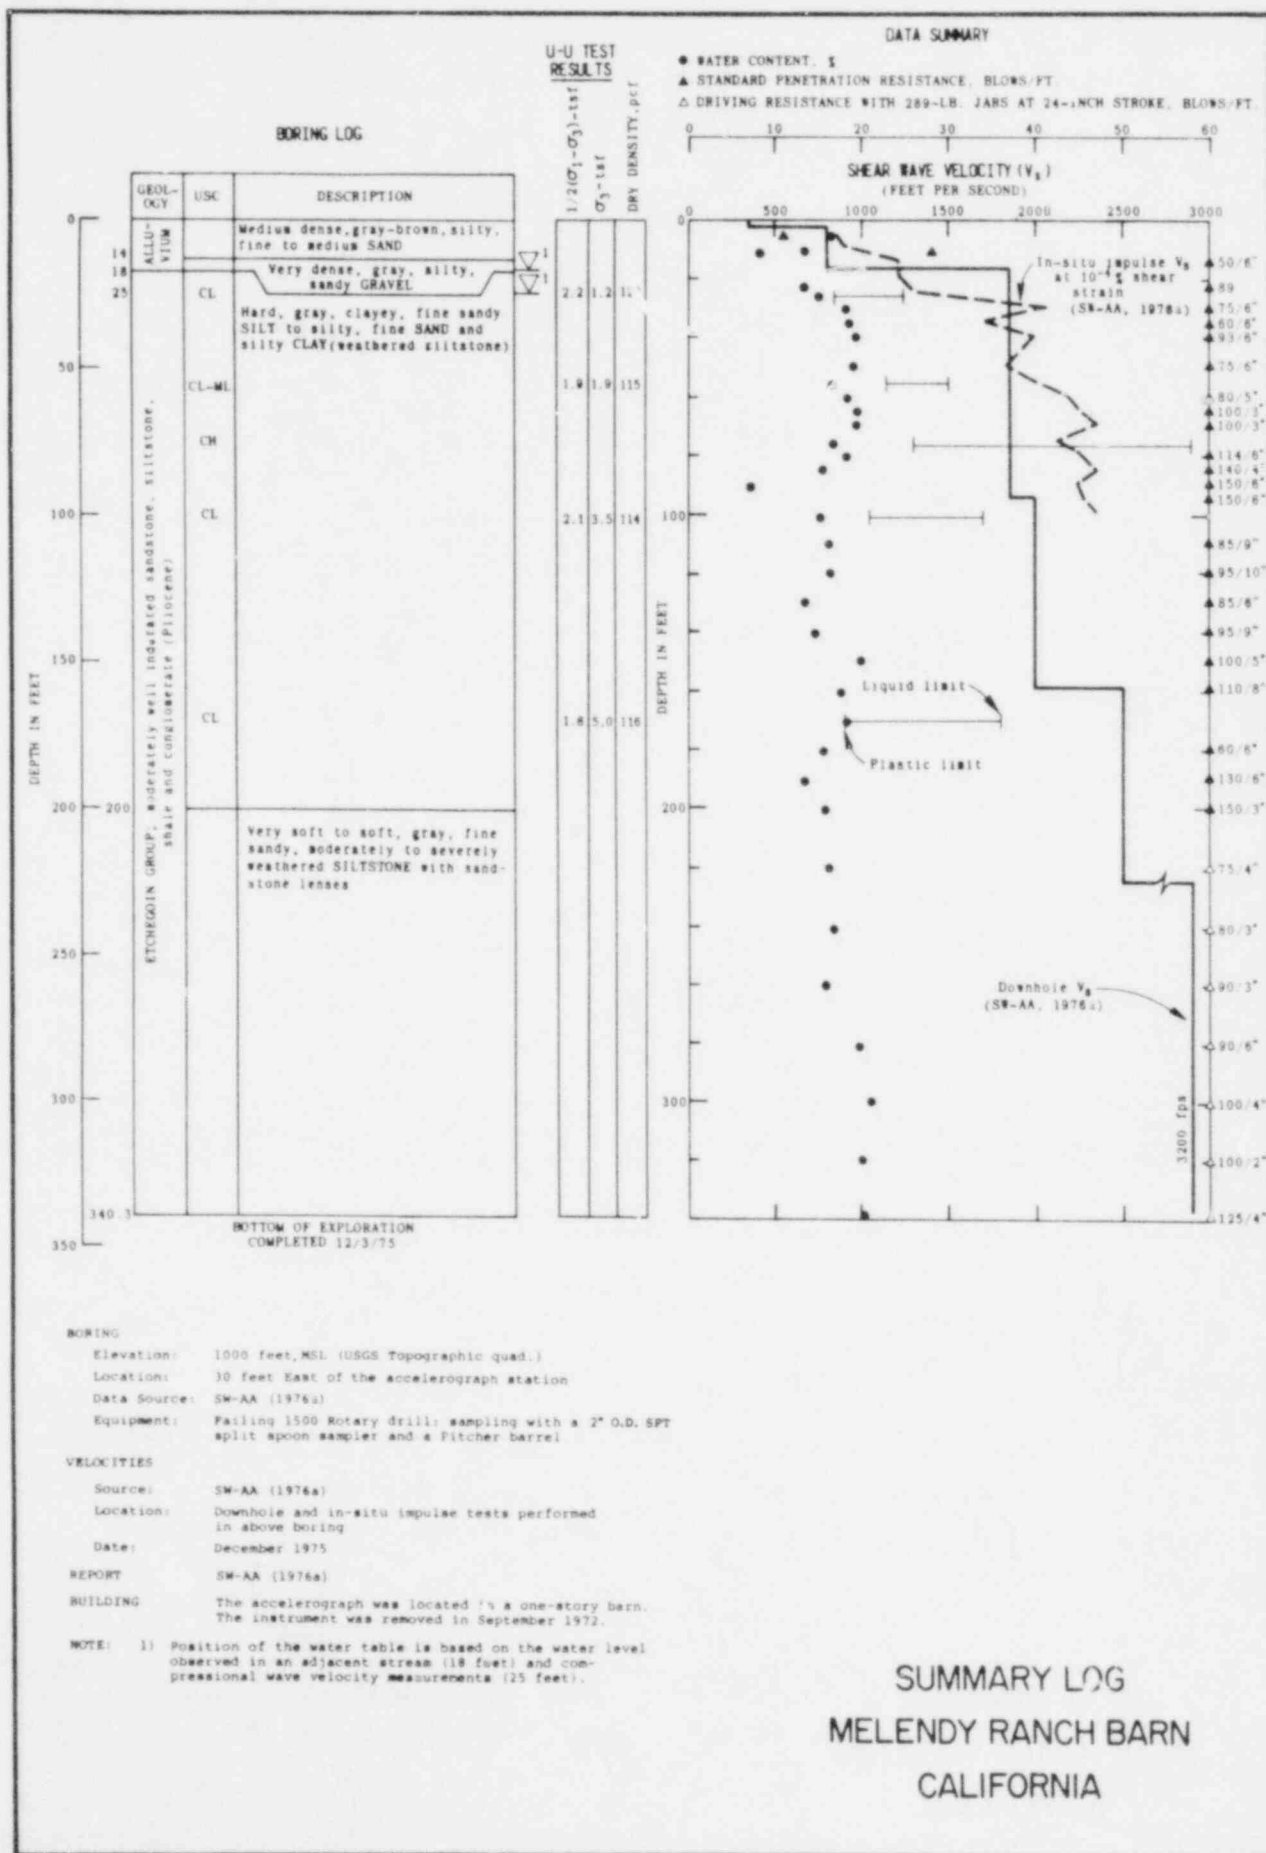 DATA SUMMARY
● WATER CONTENT, %
▲ STANDARD PENETRATION RESISTANCE, BLOWS/FT.
△ DRIVING RESISTANCE WITH 289-LB. JARS AT 24-INCH STROKE, BLOWS/FT.
0 10 20 30 40 50 60
SHEAR WAVE VELOCITY (Vs)
(FEET PER SECOND)
0 500 1000 1500 2000 2500 3000
U-U TEST
RESULTS
1/2(σ1-σ3)-tsf
σ3-tsf
DRY DENSITY, pcf
BORING LOG
GEOL-
OGY
USC
DESCRIPTION
0
14
18
25
50
100
150
200
200
250
300
340.3
350
DEPTH IN FEET
ALLU-
VIUM
ETCHEGOIN GROUP; moderately well indurated sandstone, siltstone,
shale and conglomerate (Pliocene)
Medium dense, gray-brown, silty,
fine to medium SAND
Very dense, gray, silty,
sandy GRAVEL
1
1
CL
Hard, gray, clayey, fine sandy
SILT to silty, fine SAND and
silty CLAY (weathered siltstone)
CL-ML
CH
CL
CL
Very soft to soft, gray, fine
sandy, moderately to severely
weathered SILTSTONE with sand-
stone lenses
BOTTOM OF EXPLORATION
COMPLETED 12/3/75
2.2 1.2
1.9 1.9 115
2.1 3.5 114
1.6 5.0 116
DEPTH IN FEET
0
100
200
300
In-situ impulse Vs
at 10⁻⁴% shear
strain
(SW-AA, 1976a)
Liquid limit
Plastic limit
Downhole Vs
(SW-AA, 1976a)
3200 fps
50/6"
89
75/6"
60/6"
93/6"
75/6"
80/5"
100/3"
100/3"
114/6"
140/4"
150/6"
150/6"
85/9"
95/10"
85/6"
95/9"
100/5"
110/8"
60/6"
130/6"
150/3"
75/4"
80/3"
90/3"
90/6"
100/4"
100/2"
125/4"
BORING
Elevation: 1000 feet, MSL (USGS Topographic quad.)
Location: 30 feet East of the accelerograph station
Data Source: SW-AA (1976a)
Equipment: Failing 1500 Rotary drill; sampling with a 2" O.D. SPT
split spoon sampler and a Pitcher barrel
VELOCITIES
Source: SW-AA (1976a)
Location: Downhole and in-situ impulse tests performed
in above boring
Date: December 1975
REPORT SW-AA (1976a)
BUILDING The accelerograph was located in a one-story barn.
The instrument was removed in September 1972.
NOTE: 1) Position of the water table is based on the water level
observed in an adjacent stream (18 feet) and com-
pressional wave velocity measurements (25 feet).
SUMMARY LOG
MELENDY RANCH BARN
CALIFORNIA